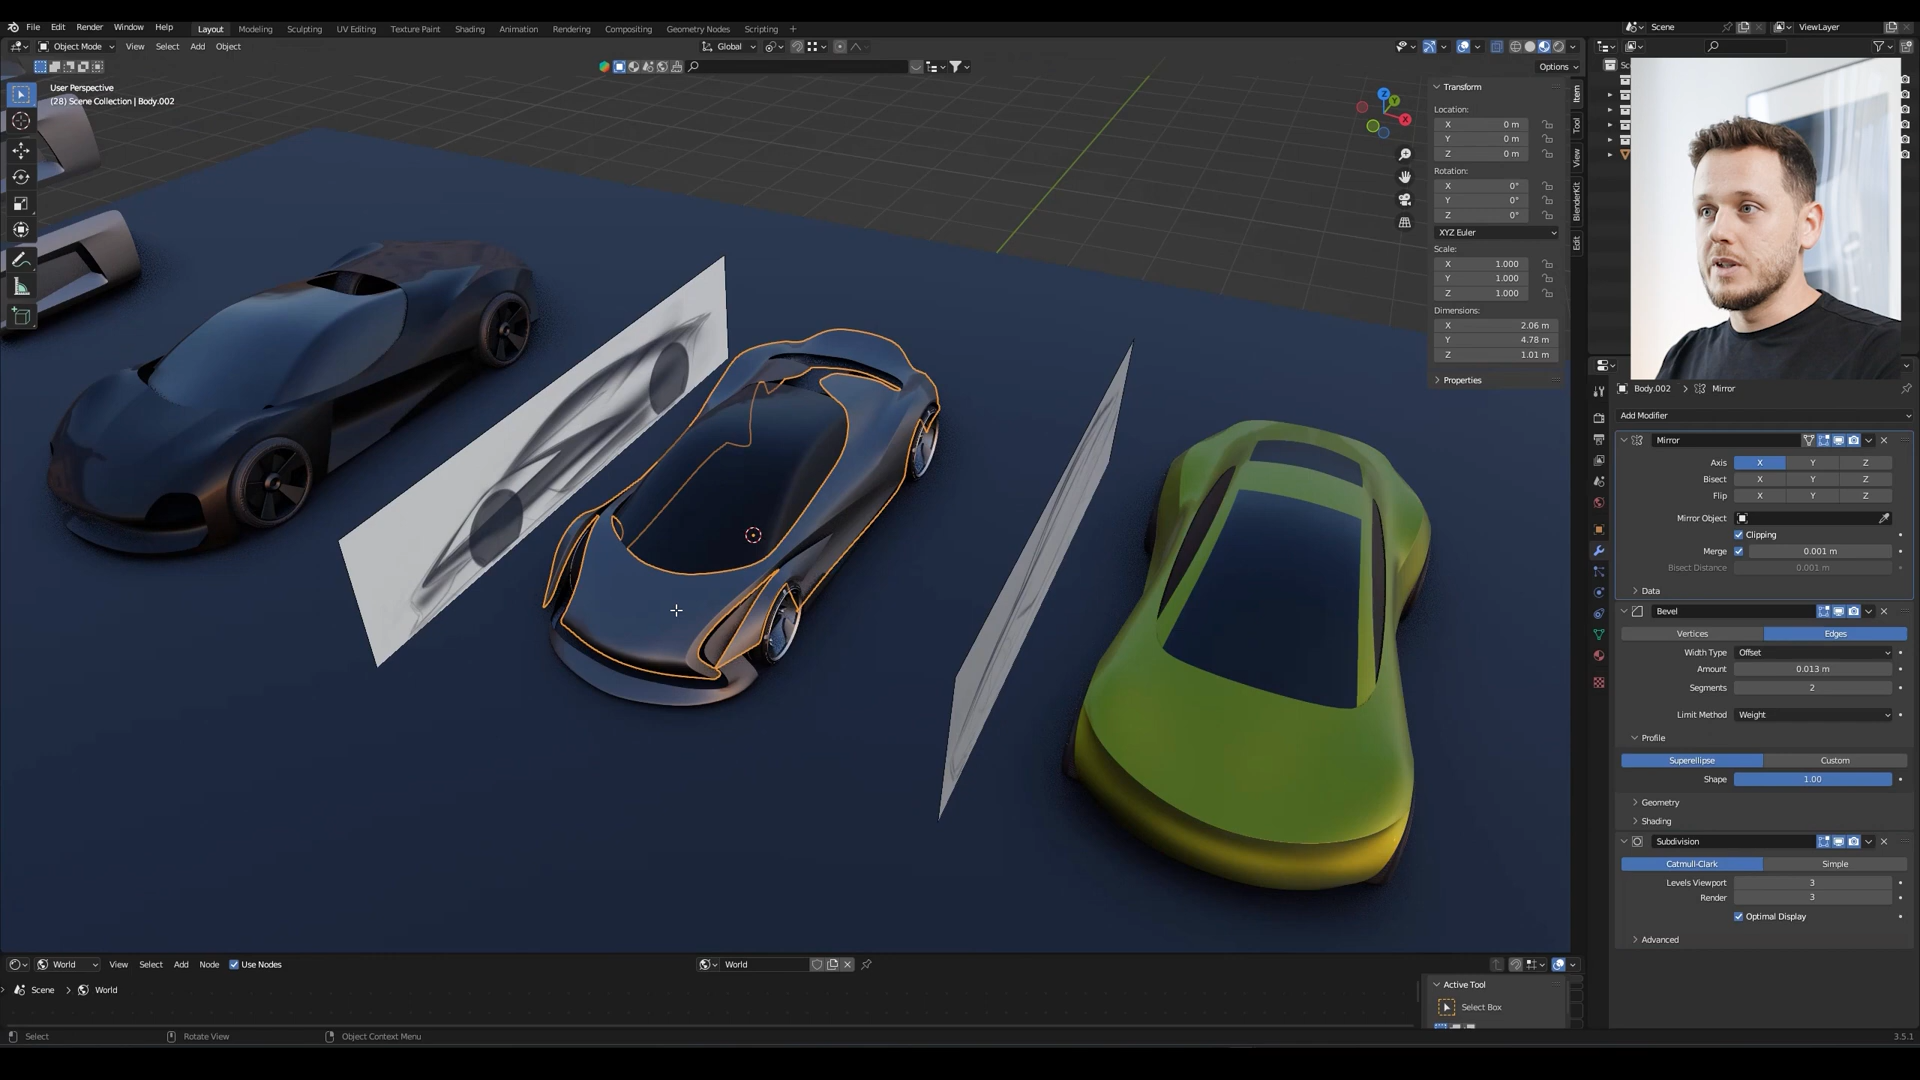 File Edit Render Window Help Layout Modeling Sculpting UV Editing Texture Paint Shading Animation Rendering Compositing Geometry Nodes Scripting + Scene ViewLayer
Object Mode View Select Add Object Global
Options
User Perspective
(28) Scene Collection | Body.002
Z
Y
X
Transform
Location:
X 0 m
Y 0 m
Z 0 m
Rotation:
X 0°
Y 0°
Z 0°
XYZ Euler
Scale:
X 1.000
Y 1.000
Z 1.000
Dimensions:
X 2.06 m
Y 4.78 m
Z 1.01 m
Properties
Item
Tool
View
BlenderKit
Edit
Sc
Body.002 > Mirror
Add Modifier
Mirror
Axis X Y Z
Bisect X Y Z
Flip X Y Z
Mirror Object
Clipping
Merge 0.001 m
Bisect Distance 0.001 m
Data
Bevel
Vertices Edges
Width Type Offset
Amount 0.013 m
Segments 2
Limit Method Weight
Profile
Superellipse Custom
Shape 1.00
Geometry
Shading
Subdivision
Catmull-Clark Simple
Levels Viewport 3
Render 3
Optimal Display
Advanced
World View Select Add Node Use Nodes World
Scene > World
Active Tool
Select Box
Select Rotate View Object Context Menu 3.5.1